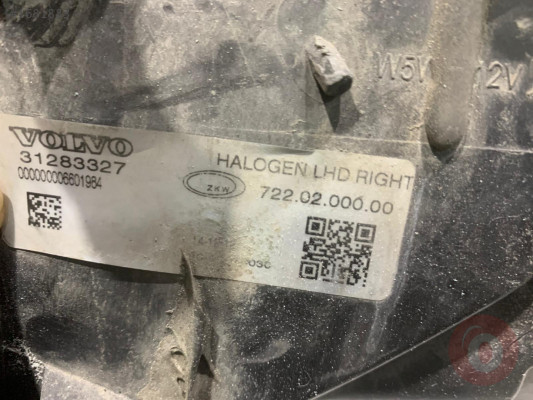 W5W 12V
VOLVO
31283327
000000006601984
HALOGEN LHD RIGHT
ZKW
722.02.000.00